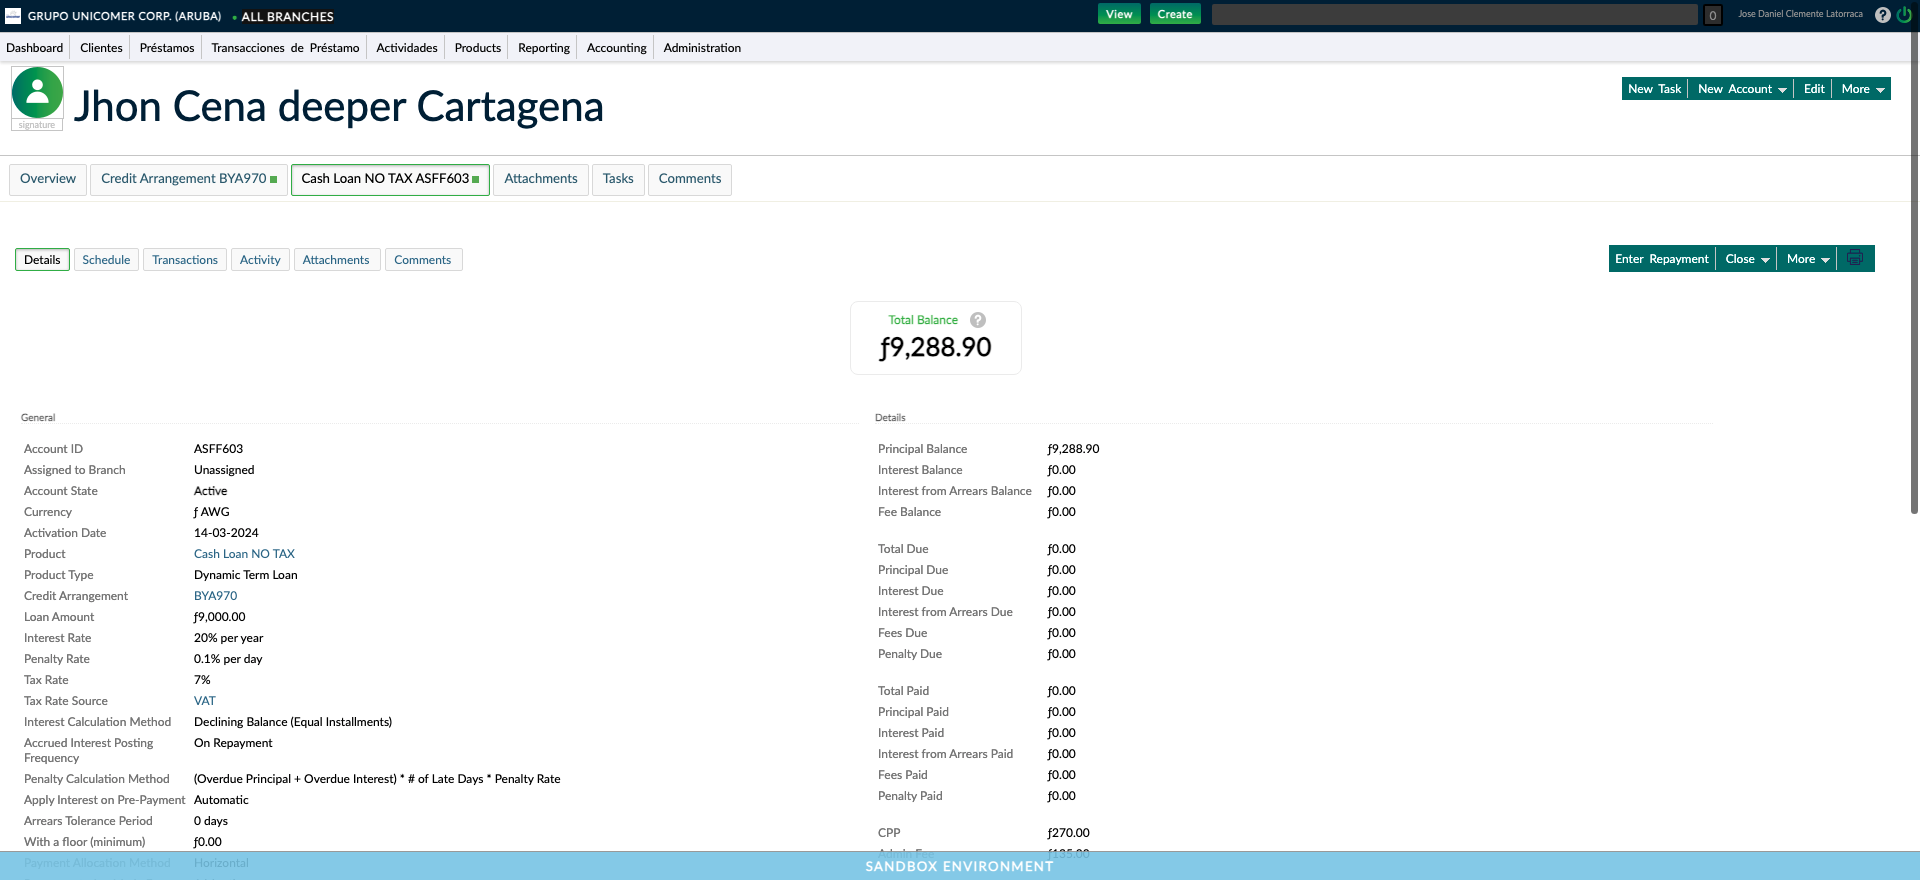 GRUPO UNICOMER CORP. (ARUBA) • ALL BRANCHES View Create 0 Jose Daniel Clemente Latorraca ?
Dashboard Clientes Préstamos Transacciones de Préstamo Actividades Products Reporting Accounting Administration
signature
Jhon Cena deeper Cartagena
New Task New Account Edit More
Overview Credit Arrangement BYA970 Cash Loan NO TAX ASFF603 Attachments Tasks Comments
Details Schedule Transactions Activity Attachments Comments
Enter Repayment Close More
Total Balance ?
ƒ9,288.90
General
Account ID ASFF603
Assigned to Branch Unassigned
Account State Active
Currency ƒ AWG
Activation Date 14-03-2024
Product Cash Loan NO TAX
Product Type Dynamic Term Loan
Credit Arrangement BYA970
Loan Amount ƒ9,000.00
Interest Rate 20% per year
Penalty Rate 0.1% per day
Tax Rate 7%
Tax Rate Source VAT
Interest Calculation Method Declining Balance (Equal Installments)
Accrued Interest Posting Frequency On Repayment
Penalty Calculation Method (Overdue Principal + Overdue Interest) * # of Late Days * Penalty Rate
Apply Interest on Pre-Payment Automatic
Arrears Tolerance Period 0 days
With a floor (minimum) ƒ0.00
Payment Allocation Method Horizontal
Details
Principal Balance ƒ9,288.90
Interest Balance ƒ0.00
Interest from Arrears Balance ƒ0.00
Fee Balance ƒ0.00
Total Due ƒ0.00
Principal Due ƒ0.00
Interest Due ƒ0.00
Interest from Arrears Due ƒ0.00
Fees Due ƒ0.00
Penalty Due ƒ0.00
Total Paid ƒ0.00
Principal Paid ƒ0.00
Interest Paid ƒ0.00
Interest from Arrears Paid ƒ0.00
Fees Paid ƒ0.00
Penalty Paid ƒ0.00
CPP ƒ270.00
Admin Fee ƒ135.00
SANDBOX ENVIRONMENT